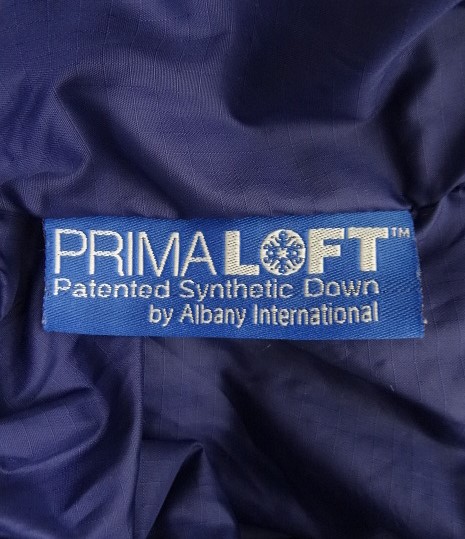 PRIMALOFT™
Patented Synthetic Down
by Albany International